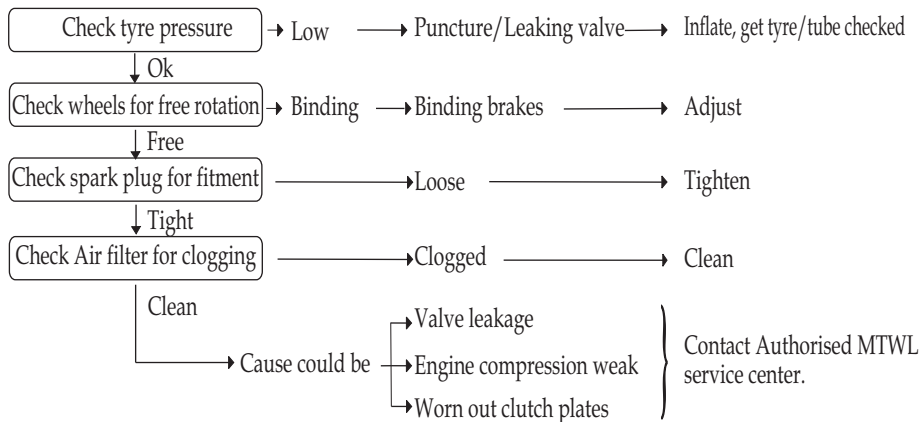 Check tyre pressure Low Puncture/Leaking valve Inflate, get tyre/tube checked
Ok
Check wheels for free rotation Binding Binding brakes Adjust
Free
Check spark plug for fitment Loose Tighten
Tight
Check Air filter for clogging Clogged Clean
Clean
Valve leakage
Cause could be Engine compression weak
Worn out clutch plates
Contact Authorised MTWL
service center.